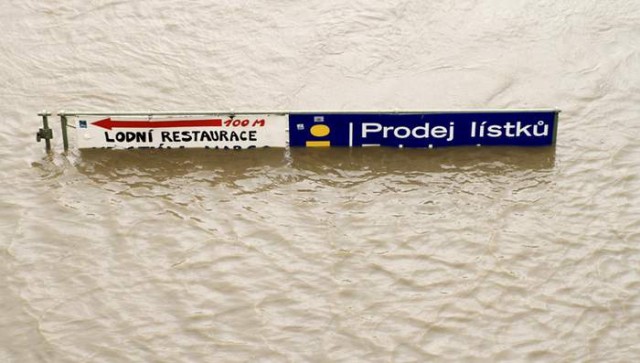 100 M
LODNÍ RESTAURACE
i Prodej lístků